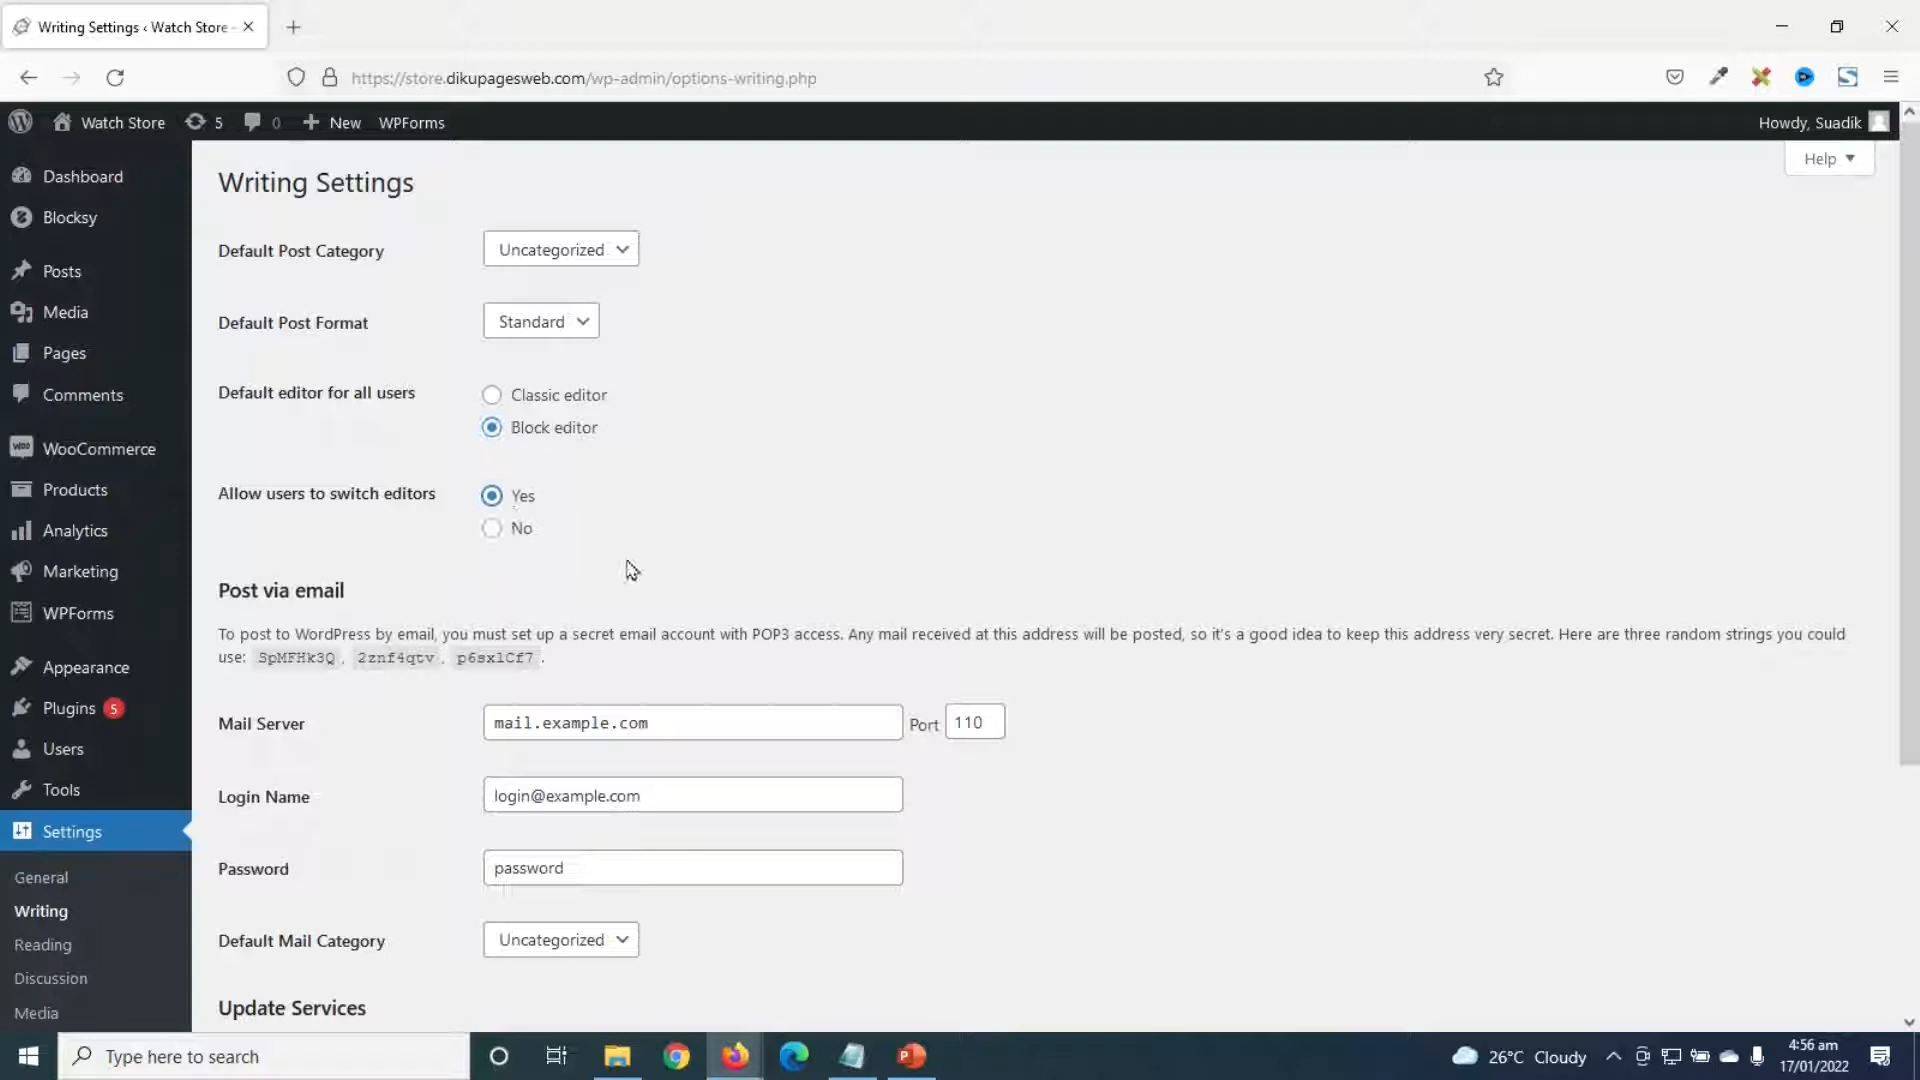 Writing Settings ‹ Watch Store -
https://store.dikupagesweb.com/wp-admin/options-writing.php
Watch Store 5 0 New WPForms Howdy, Suadik
Help
Dashboard
Blocksy
Posts
Media
Pages
Comments
WooCommerce
Products
Analytics
Marketing
WPForms
Appearance
Plugins 5
Users
Tools
Settings
General
Writing
Reading
Discussion
Media
Writing Settings
Default Post Category Uncategorized
Default Post Format Standard
Default editor for all users Classic editor
Block editor
Allow users to switch editors Yes
No
Post via email
To post to WordPress by email, you must set up a secret email account with POP3 access. Any mail received at this address will be posted, so it's a good idea to keep this address very secret. Here are three random strings you could
use: SpMFHk3Q , 2znf4qtv , p6sxlCf7 .
Mail Server mail.example.com Port 110
Login Name login@example.com
Password password
Default Mail Category Uncategorized
Update Services
Type here to search
26°C Cloudy
4:56 am
17/01/2022